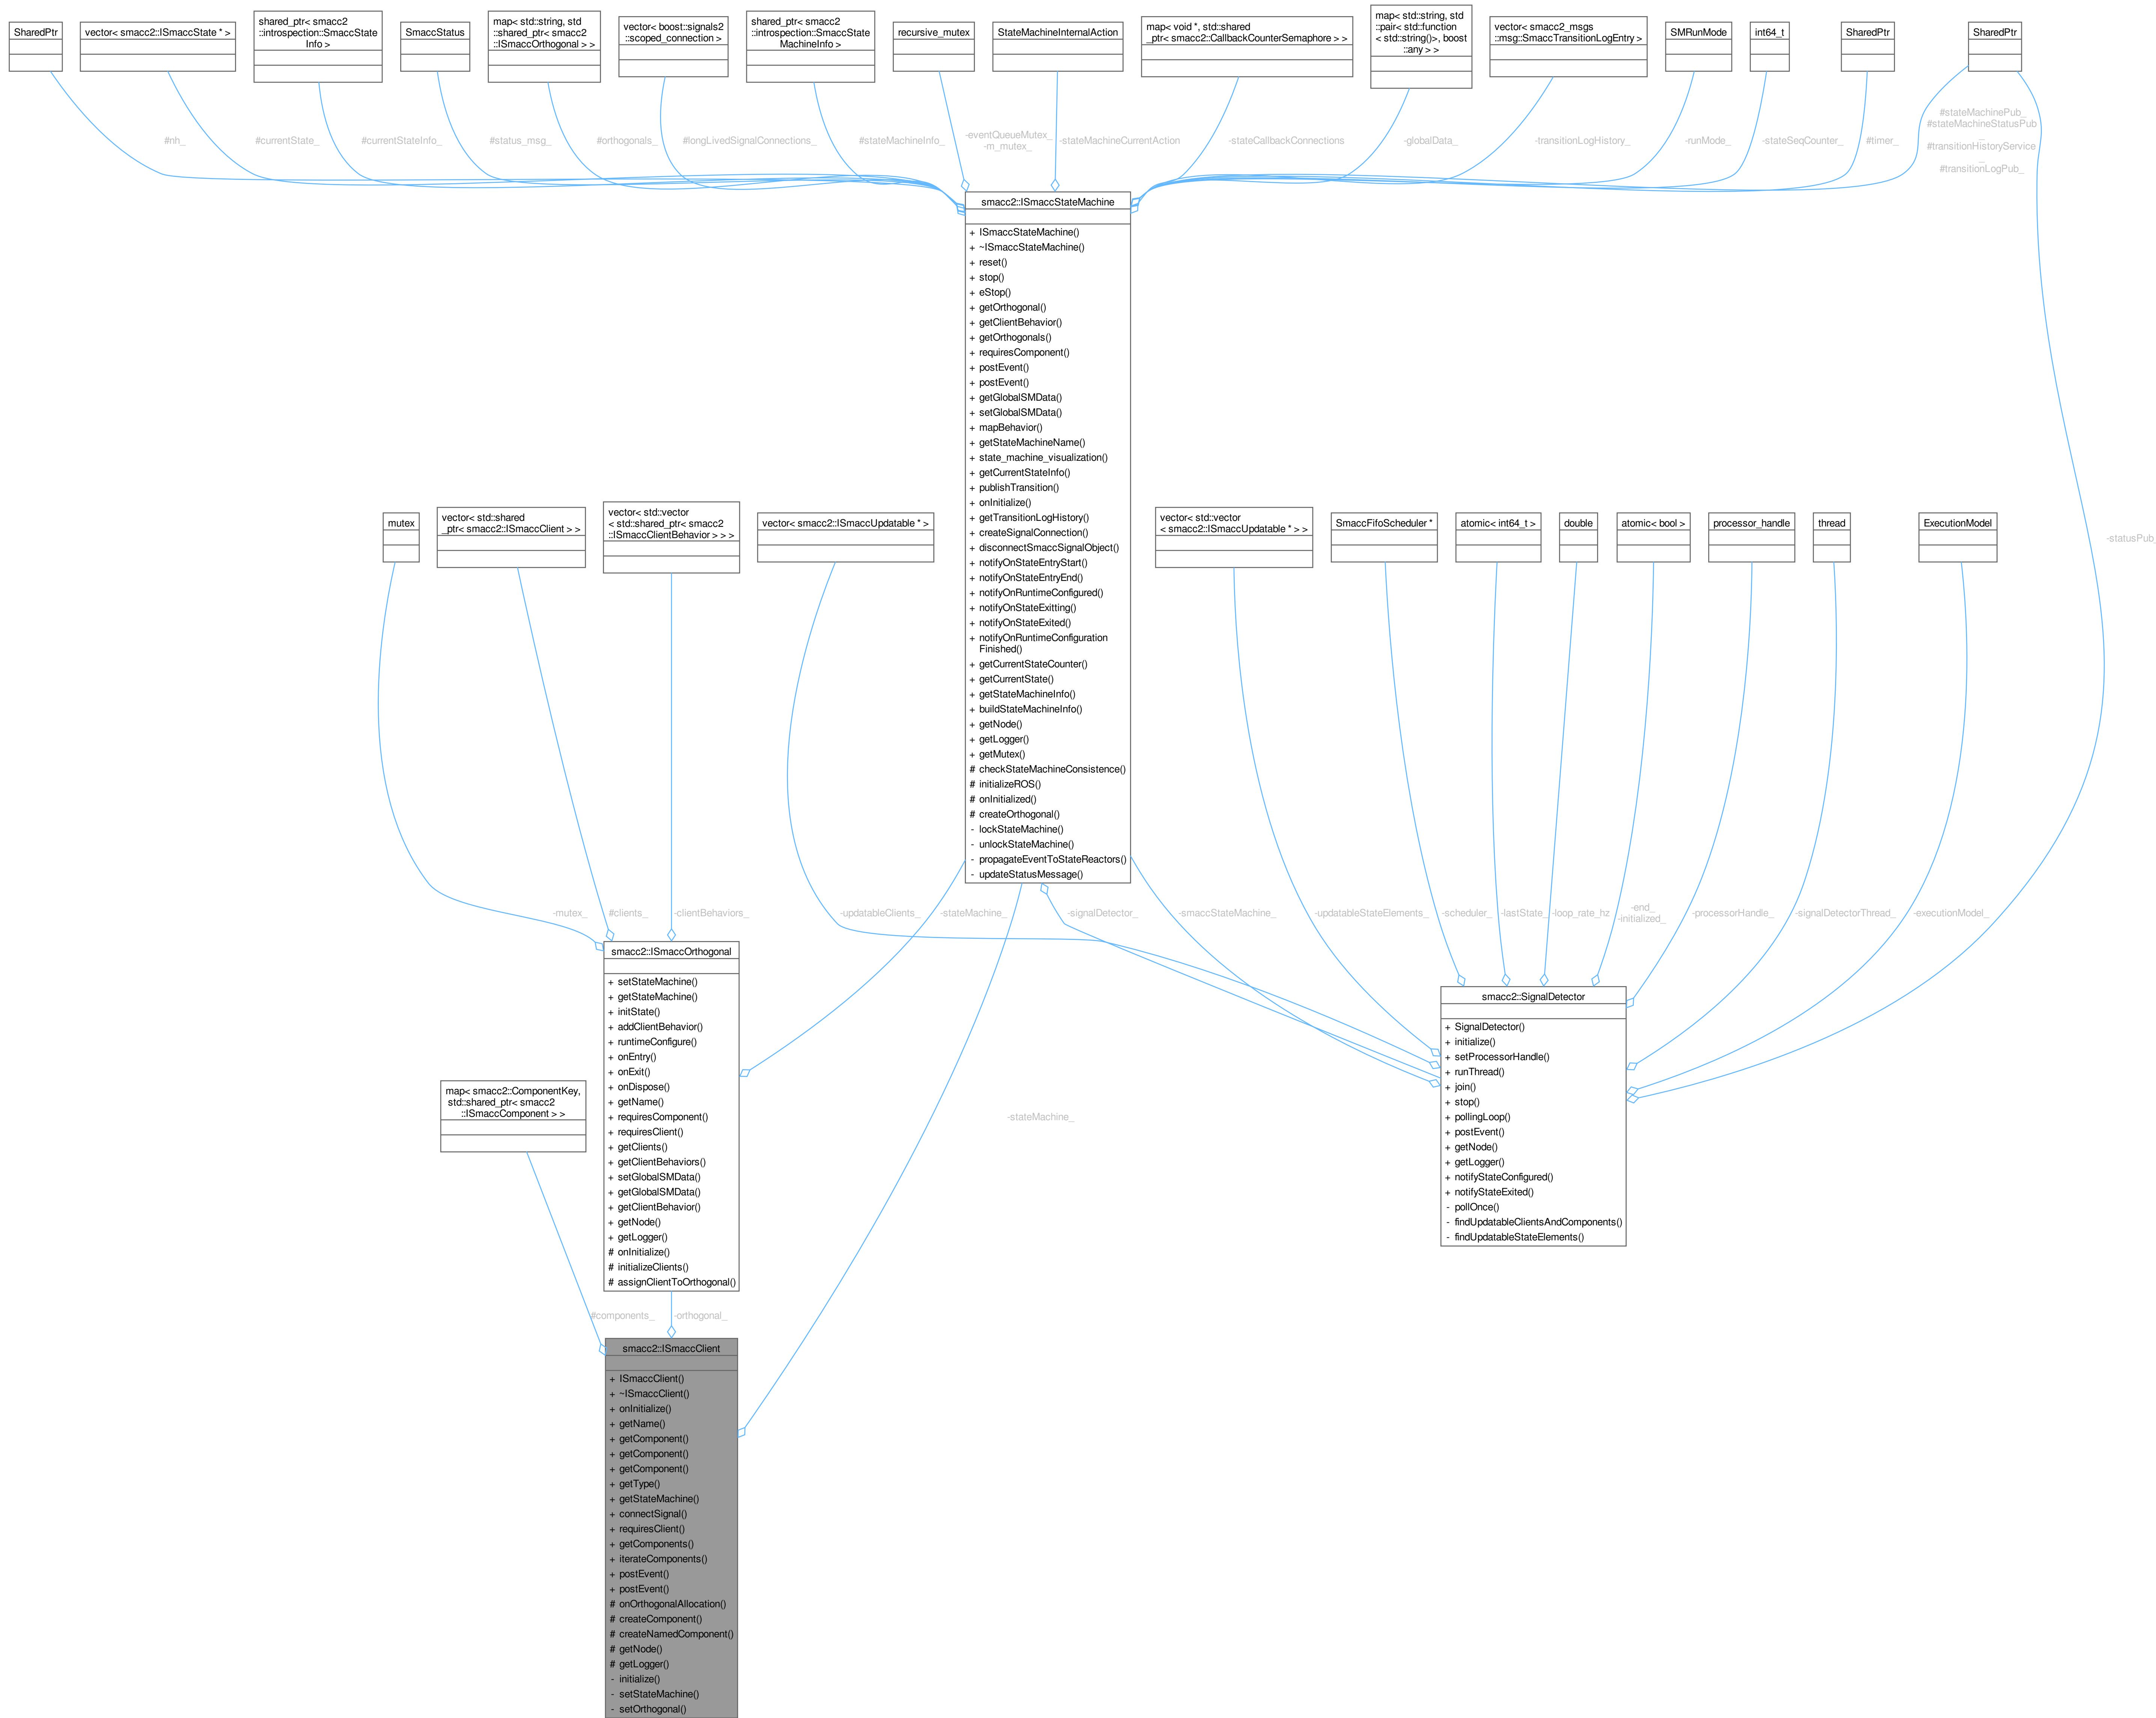 SharedPtr
vector< smacc2::ISmaccState * >
shared_ptr< smacc2
::introspection::SmaccState
Info >
SmaccStatus
map< std::string, std
::shared_ptr< smacc2
::ISmaccOrthogonal > >
vector< boost::signals2
::scoped_connection >
shared_ptr< smacc2
::introspection::SmaccState
MachineInfo >
recursive_mutex
StateMachineInternalAction
map< void *, std::shared
_ptr< smacc2::CallbackCounterSemaphore > >
map< std::string, std
::pair< std::function
< std::string()>, boost
::any > >
vector< smacc2_msgs
::msg::SmaccTransitionLogEntry >
SMRunMode
int64_t
SharedPtr
SharedPtr
#nh_
#currentState_
#currentStateInfo_
#status_msg_
#orthogonals_
#longLivedSignalConnections_
#stateMachineInfo_
-eventQueueMutex_
-m_mutex_
-stateMachineCurrentAction
-stateCallbackConnections
-globalData_
-transitionLogHistory_
-runMode_
-stateSeqCounter_
#timer_
#stateMachinePub_
#stateMachineStatusPub
_
#transitionHistoryService
_
#transitionLogPub_
smacc2::ISmaccStateMachine
+ ISmaccStateMachine()
+ ~ISmaccStateMachine()
+ reset()
+ stop()
+ eStop()
+ getOrthogonal()
+ getClientBehavior()
+ getOrthogonals()
+ requiresComponent()
+ postEvent()
+ postEvent()
+ getGlobalSMData()
+ setGlobalSMData()
+ mapBehavior()
+ getStateMachineName()
+ state_machine_visualization()
+ getCurrentStateInfo()
+ publishTransition()
+ onInitialize()
+ getTransitionLogHistory()
+ createSignalConnection()
+ disconnectSmaccSignalObject()
+ notifyOnStateEntryStart()
+ notifyOnStateEntryEnd()
+ notifyOnRuntimeConfigured()
+ notifyOnStateExitting()
+ notifyOnStateExited()
+ notifyOnRuntimeConfiguration
Finished()
+ getCurrentStateCounter()
+ getCurrentState()
+ getStateMachineInfo()
+ buildStateMachineInfo()
+ getNode()
+ getLogger()
+ getMutex()
# checkStateMachineConsistence()
# initializeROS()
# onInitialized()
# createOrthogonal()
- lockStateMachine()
- unlockStateMachine()
- propagateEventToStateReactors()
- updateStatusMessage()
mutex
vector< std::shared
_ptr< smacc2::ISmaccClient > >
vector< std::vector
< std::shared_ptr< smacc2
::ISmaccClientBehavior > > >
vector< smacc2::ISmaccUpdatable * >
vector< std::vector
< smacc2::ISmaccUpdatable * > >
SmaccFifoScheduler *
atomic< int64_t >
double
atomic< bool >
processor_handle
thread
ExecutionModel
-statusPub_
-mutex_
#clients_
-clientBehaviors_
-updatableClients_
-stateMachine_
-signalDetector_
-smaccStateMachine_
-updatableStateElements_
-scheduler_
-lastState_
-loop_rate_hz
-end_
-initialized_
-processorHandle_
-signalDetectorThread_
-executionModel_
smacc2::ISmaccOrthogonal
+ setStateMachine()
+ getStateMachine()
+ initState()
+ addClientBehavior()
+ runtimeConfigure()
+ onEntry()
+ onExit()
+ onDispose()
+ getName()
+ requiresComponent()
+ requiresClient()
+ getClients()
+ getClientBehaviors()
+ setGlobalSMData()
+ getGlobalSMData()
+ getClientBehavior()
+ getNode()
+ getLogger()
# onInitialize()
# initializeClients()
# assignClientToOrthogonal()
smacc2::SignalDetector
+ SignalDetector()
+ initialize()
+ setProcessorHandle()
+ runThread()
+ join()
+ stop()
+ pollingLoop()
+ postEvent()
+ getNode()
+ getLogger()
+ notifyStateConfigured()
+ notifyStateExited()
- pollOnce()
- findUpdatableClientsAndComponents()
- findUpdatableStateElements()
map< smacc2::ComponentKey,
std::shared_ptr< smacc2
::ISmaccComponent > >
-stateMachine_
#components_
-orthogonal_
smacc2::ISmaccClient
+ ISmaccClient()
+ ~ISmaccClient()
+ onInitialize()
+ getName()
+ getComponent()
+ getComponent()
+ getComponent()
+ getType()
+ getStateMachine()
+ connectSignal()
+ requiresClient()
+ getComponents()
+ iterateComponents()
+ postEvent()
+ postEvent()
# onOrthogonalAllocation()
# createComponent()
# createNamedComponent()
# getNode()
# getLogger()
- initialize()
- setStateMachine()
- setOrthogonal()